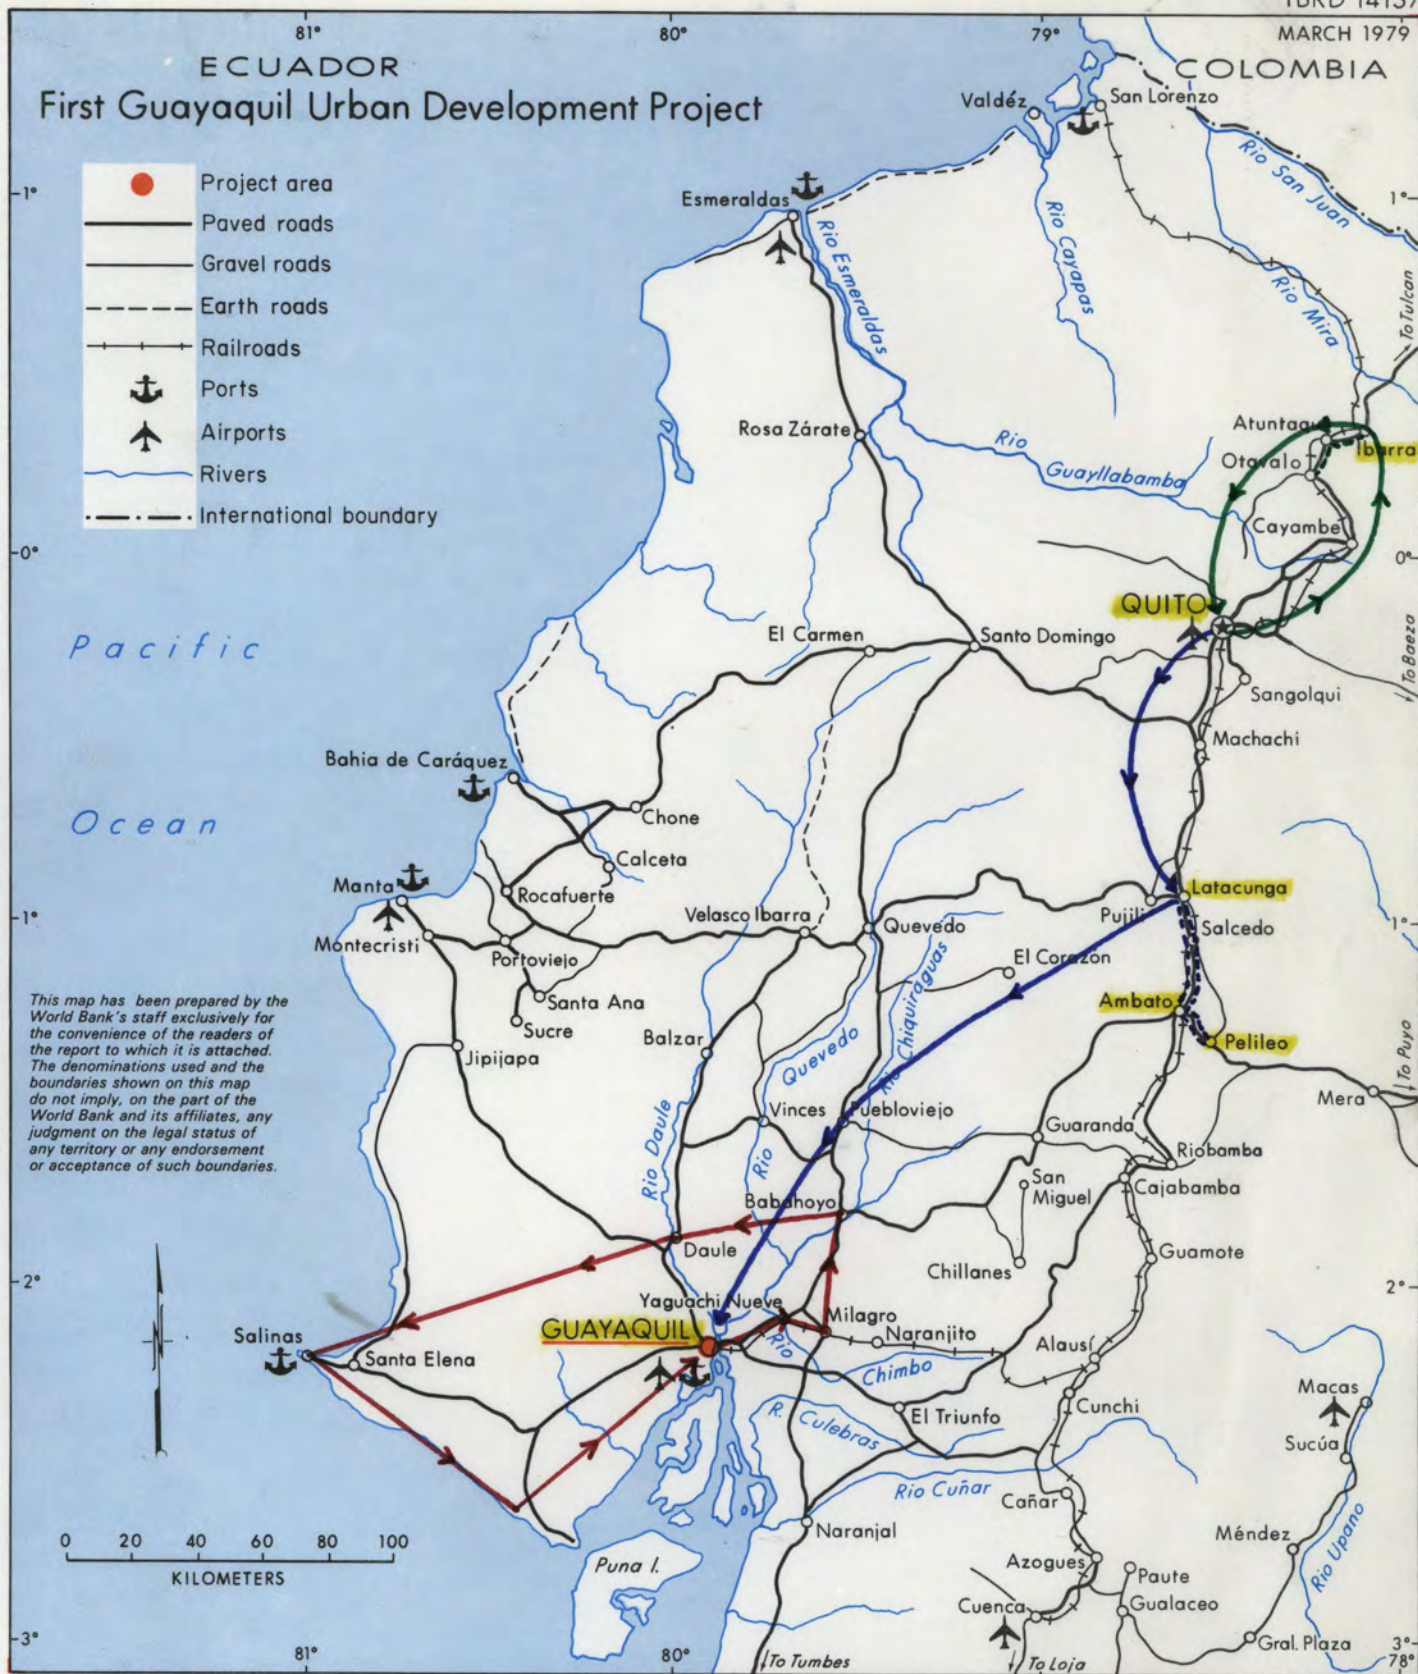 IBRD 14137
MARCH 1979
81°
80°
79°
ECUADOR
First Guayaquil Urban Development Project
COLOMBIA
Project area
Paved roads
Gravel roads
Earth roads
Railroads
Ports
Airports
Rivers
International boundary
Valdéz
San Lorenzo
Rio San Juan
1°
1°
Esmeraldas
Rio Esmeraldas
Rio Cayapas
Rio Mira
To Tulcan
Rosa Zárate
Rio
Guayllabamba
Ibarra
Otavalo
Cayambe
0°
0°
QUITO
Pacific
El Carmen
Santo Domingo
To Baeza
Sangolqui
Machachi
Bahia de Caráquez
Ocean
Chone
Calceta
Manta
Rocafuerte
Latacunga
Velasco Ibarra
Pujili
1°
1°
Montecristi
Portoviejo
Quevedo
Salcedo
El Corazón
Santa Ana
Ambato
Sucre
This map has been prepared by the
World Bank's staff exclusively for
the convenience of the readers of
the report to which it is attached.
The denominations used and the
boundaries shown on this map
do not imply, on the part of the
World Bank and its affiliates, any
judgment on the legal status of
any territory or any endorsement
or acceptance of such boundaries.
Jipijapa
Balzar
Quevedo
Rio Chiquiraguas
Pelileo
To Puyo
Mera
Vinces
Puebloviejo
Rio Daule
Rio
Guaranda
Riobamba
San
Miguel
Cajabamba
Babahoyo
Daule
Guamote
Chillanes
2°
2°
Yaguachi Nueve
Milagro
GUAYAQUIL
Rio
Naranjito
Alausí
Salinas
Santa Elena
Chimbo
Cunchi
Macas
R. Culebras
El Triunfo
Sucúa
Rio Cuñar
Cañar
Naranjal
Méndez
Rio Upano
0 20 40 60 80 100
KILOMETERS
Puna I.
Azogues
Paute
Cuenca
Gualaceo
Gral. Plaza
3°
3°
81°
80°
78°
To Tumbes
To Loja